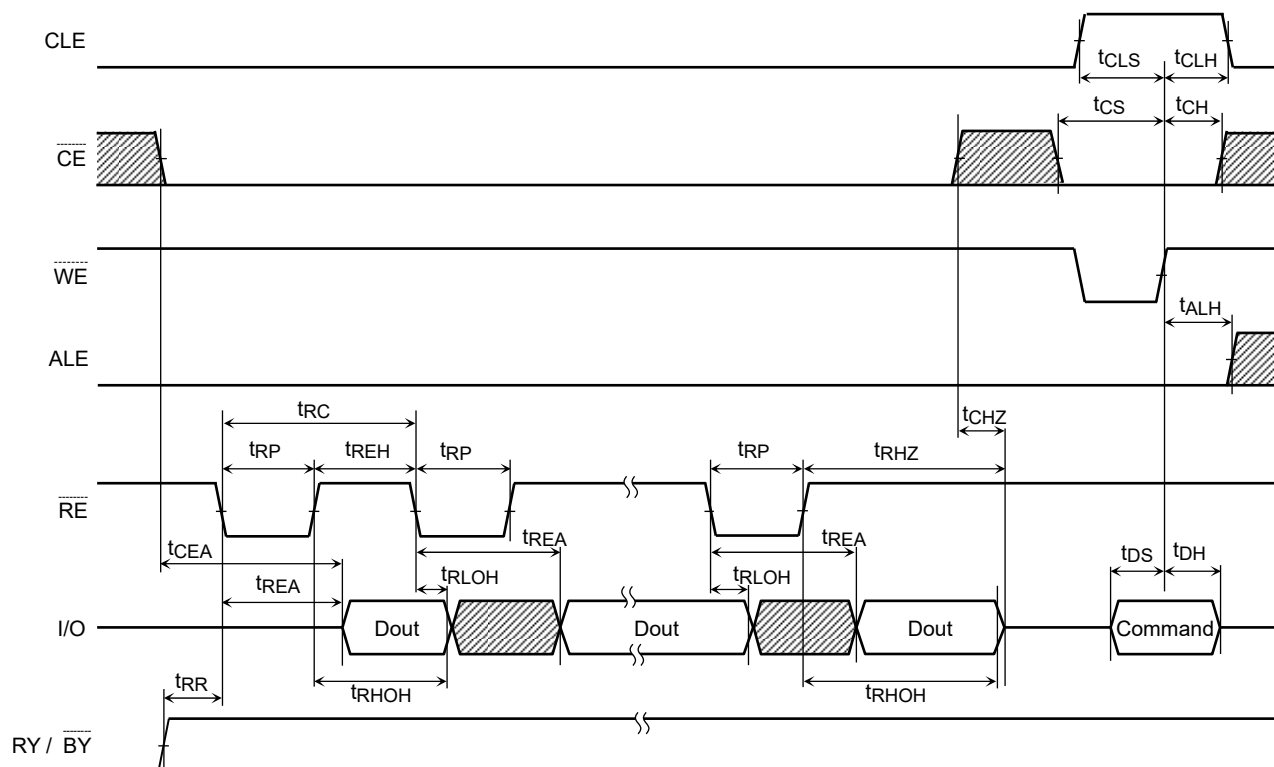 CLE
tCLS tCLH
tCS tCH
CE
WE
tALH
ALE
tRC
tCHZ
tRP tREH tRP tRP tRHZ
RE
tCEA tREA tREA tDS tDH
tREA tRLOH tRLOH
I/O Dout Dout Dout Command
tRR tRHOH tRHOH
RY / BY